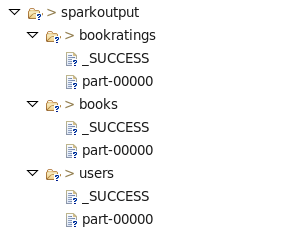 > sparkoutput
> bookratings
_SUCCESS
part-00000
> books
_SUCCESS
part-00000
> users
_SUCCESS
part-00000